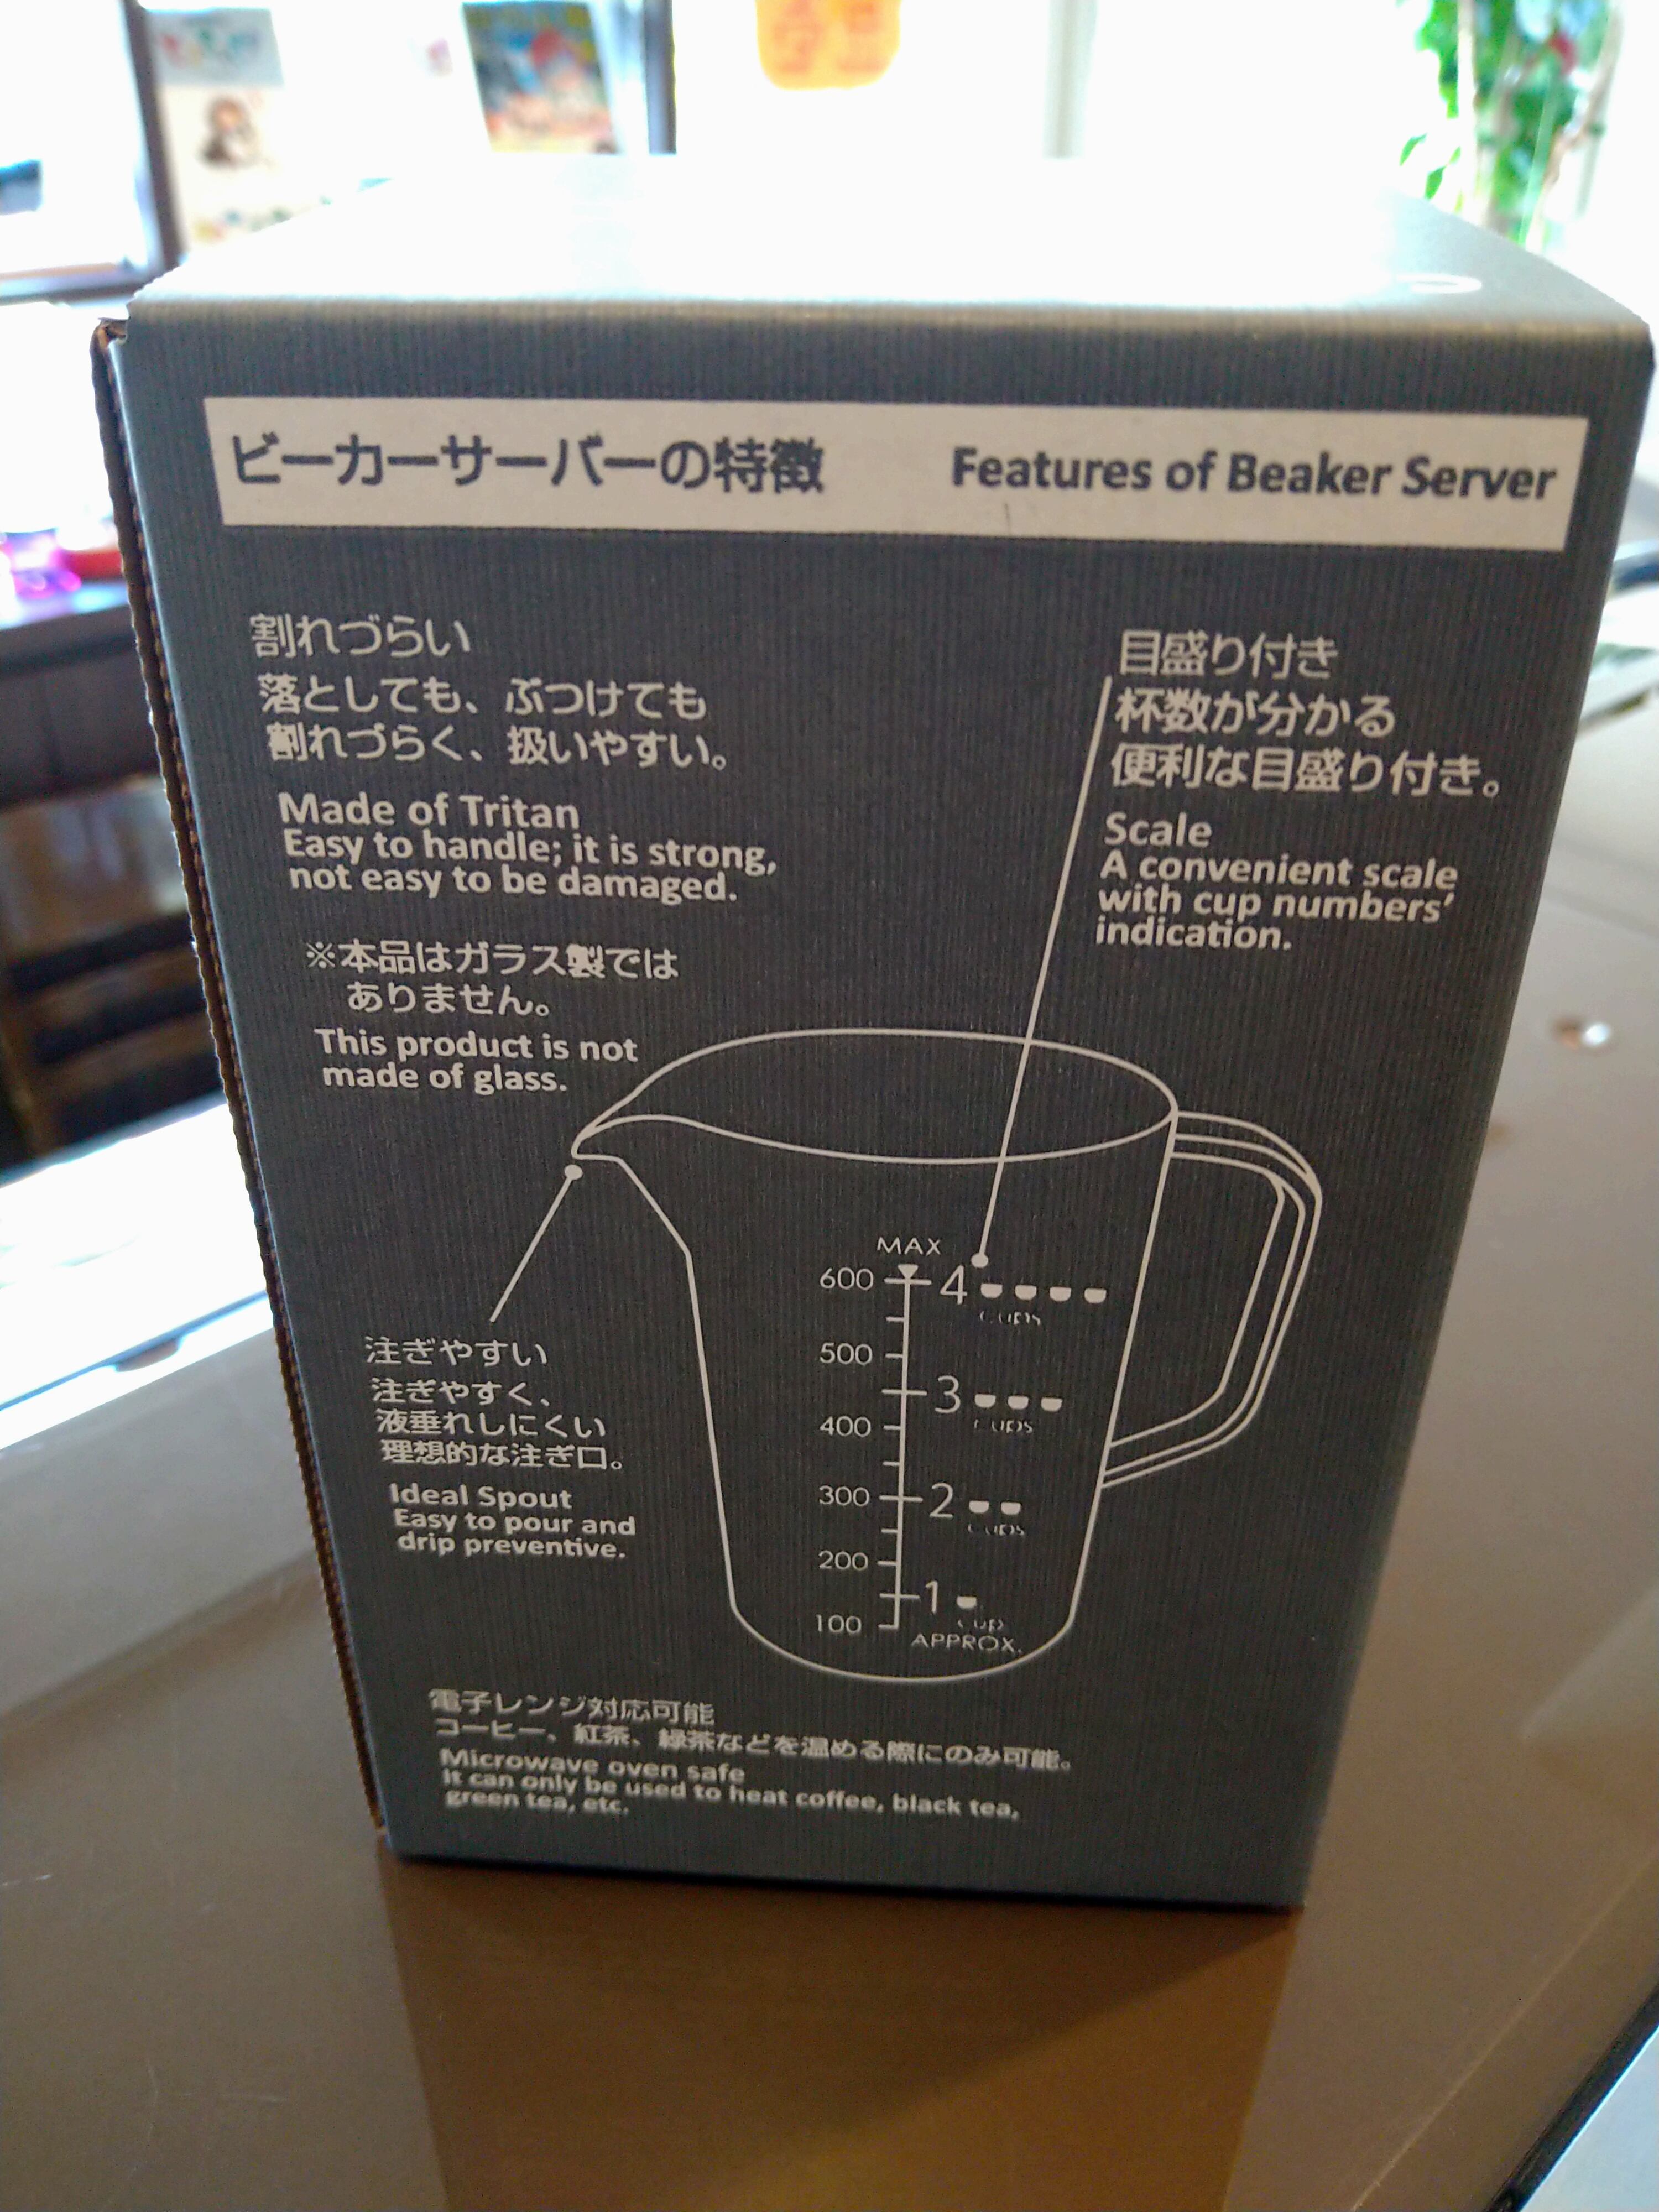 ビーカーサーバーの特徴
Features of Beaker Server
割れづらい
落としても、ぶつけても
割れづらく、扱いやすい。
Made of Tritan
Easy to handle; it is strong,
not easy to be damaged.
※本品はガラス製では
ありません。
This product is not
made of glass.
目盛り付き
杯数が分かる
便利な目盛り付き。
Scale
A convenient scale
with cup numbers'
indication.
MAX
600 4
cups
500
3
400
cups
300 2
cups
200
1
100
cup
APPROX.
注ぎやすい
注ぎやすく、
液垂れしにくい
理想的な注ぎ口。
Ideal Spout
Easy to pour and
drip preventive.
電子レンジ対応可能
コーヒー、紅茶、緑茶などを温める際にのみ可能。
Microwave oven safe
It can only be used to heat coffee, black tea,
green tea, etc.